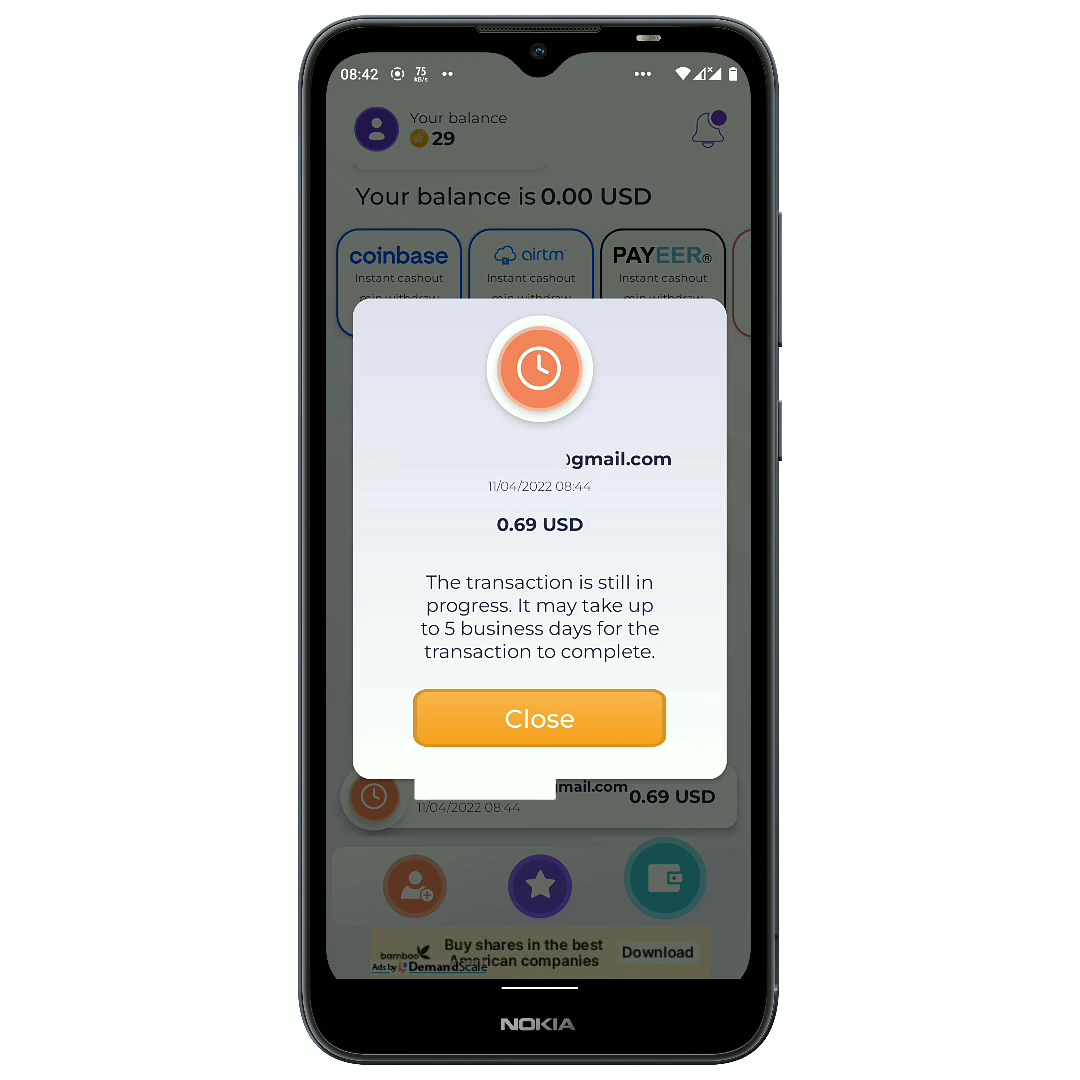 08:42 75 KB/s
Your balance
29
Your balance is 0.00 USD
coinbase airtm PAYEER®
Instant cashout Instant cashout Instant cashout
min withdraw min withdraw min withdraw
gmail.com
11/04/2022 08:44
0.69 USD
The transaction is still in
progress. It may take up
to 5 business days for the
transaction to complete.
Close
mail.com 0.69 USD
11/04/2022 08:44
bamboo Buy shares in the best Download
Ads by DemandScale American companies
NOKIA